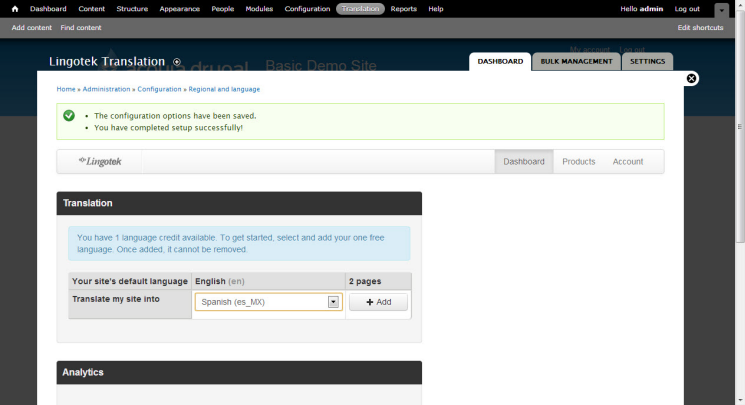 Dashboard Content Structure Appearance People Modules Configuration Translation Reports Help Hello admin Log out
Add content Find content Edit shortcuts
My account Log out
Lingotek Translation acquia drupal Basic Demo Site DASHBOARD BULK MANAGEMENT SETTINGS
Home » Administration » Configuration » Regional and language
The configuration options have been saved.
You have completed setup successfully!
Lingotek Dashboard Products Account
Translation
You have 1 language credit available. To get started, select and add your one free
language. Once added, it cannot be removed.
Your site's default language English (en) 2 pages
Translate my site into Spanish (es_MX) + Add
Analytics